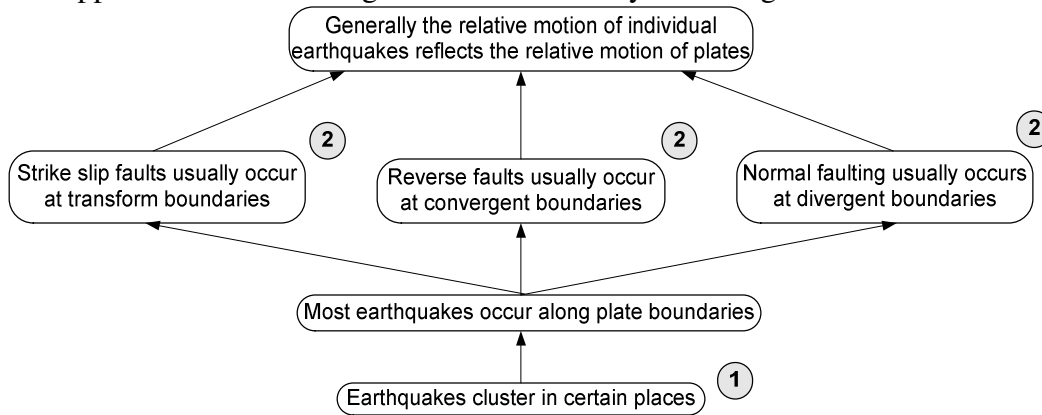 Generally the relative motion of individual
earthquakes reflects the relative motion of plates
2
2
2
Strike slip faults usually occur
at transform boundaries
Reverse faults usually occur
at convergent boundaries
Normal faulting usually occurs
at divergent boundaries
Most earthquakes occur along plate boundaries
1
Earthquakes cluster in certain places